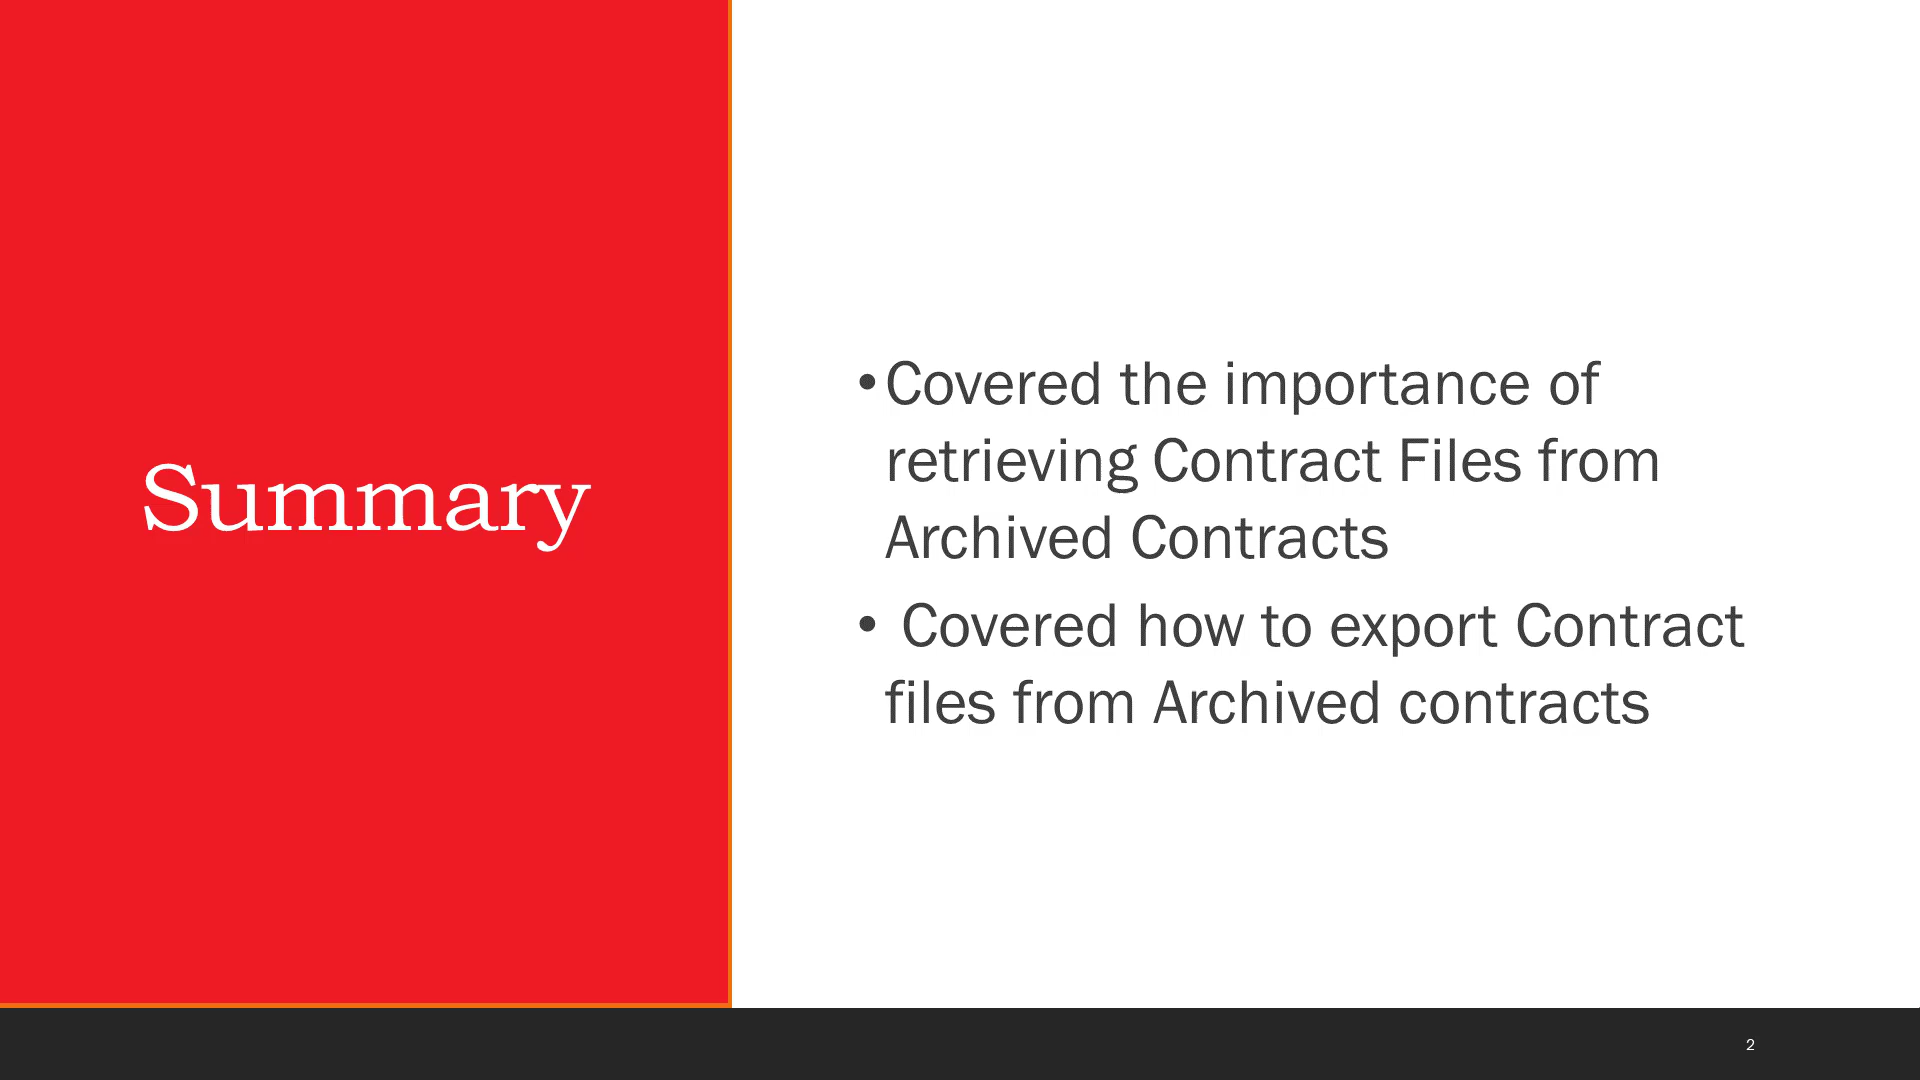 Summary
•Covered the importance of
retrieving Contract Files from
Archived Contracts
• Covered how to export Contract
files from Archived contracts
2